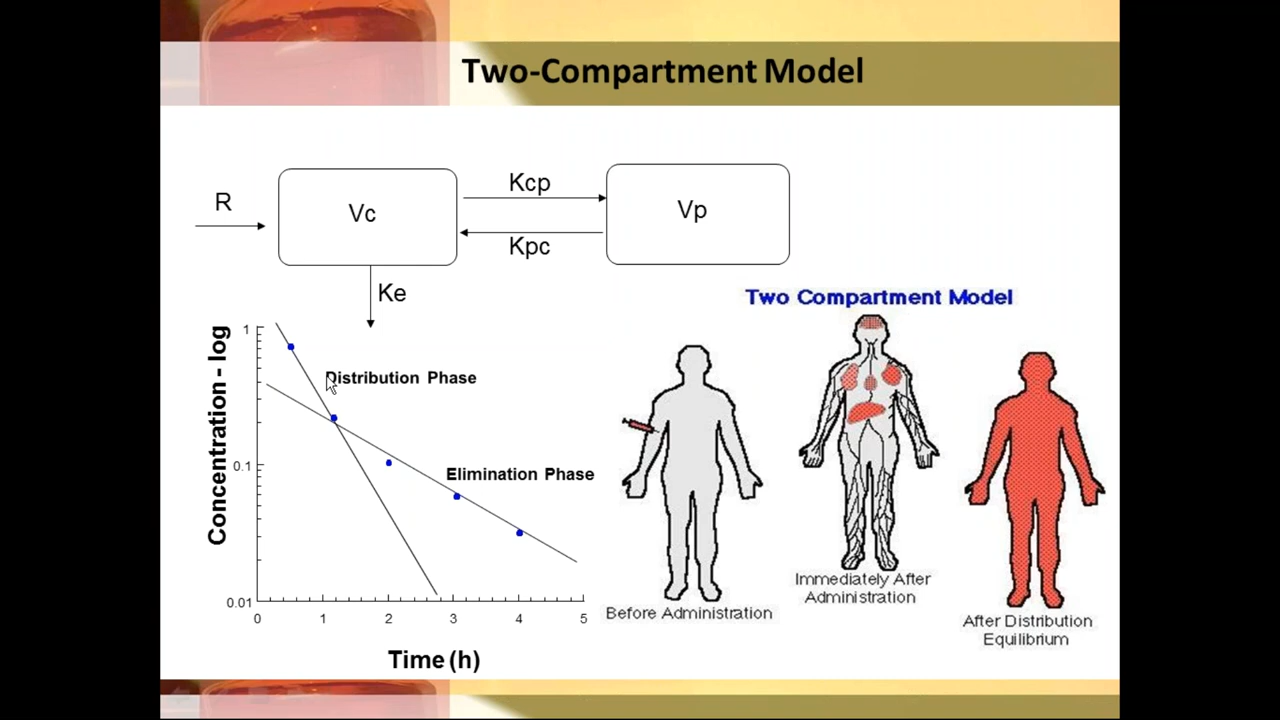 Two-Compartment Model
R
Vc
Kcp
Kpc
Vp
Ke
Two Compartment Model
Concentration - log
1
0.1
0.01
Distribution Phase
Elimination Phase
0 1 2 3 4 5
Time (h)
Before Administration
Immediately After
Administration
After Distribution
Equilibrium